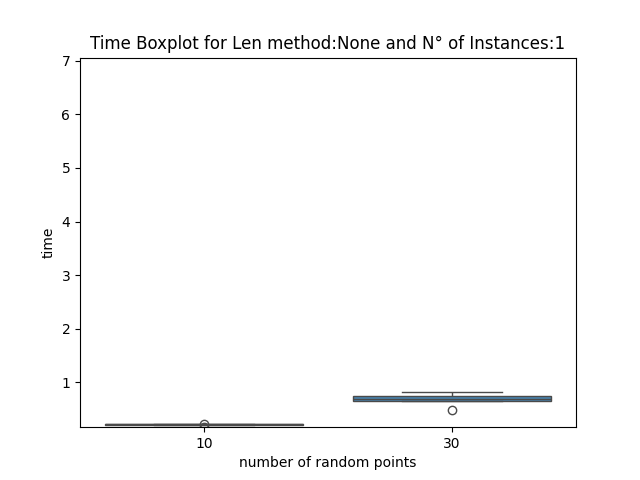 Time Boxplot for Len method:None and N° of Instances:1
7
6
5
4
3
2
1
time
10 30
number of random points